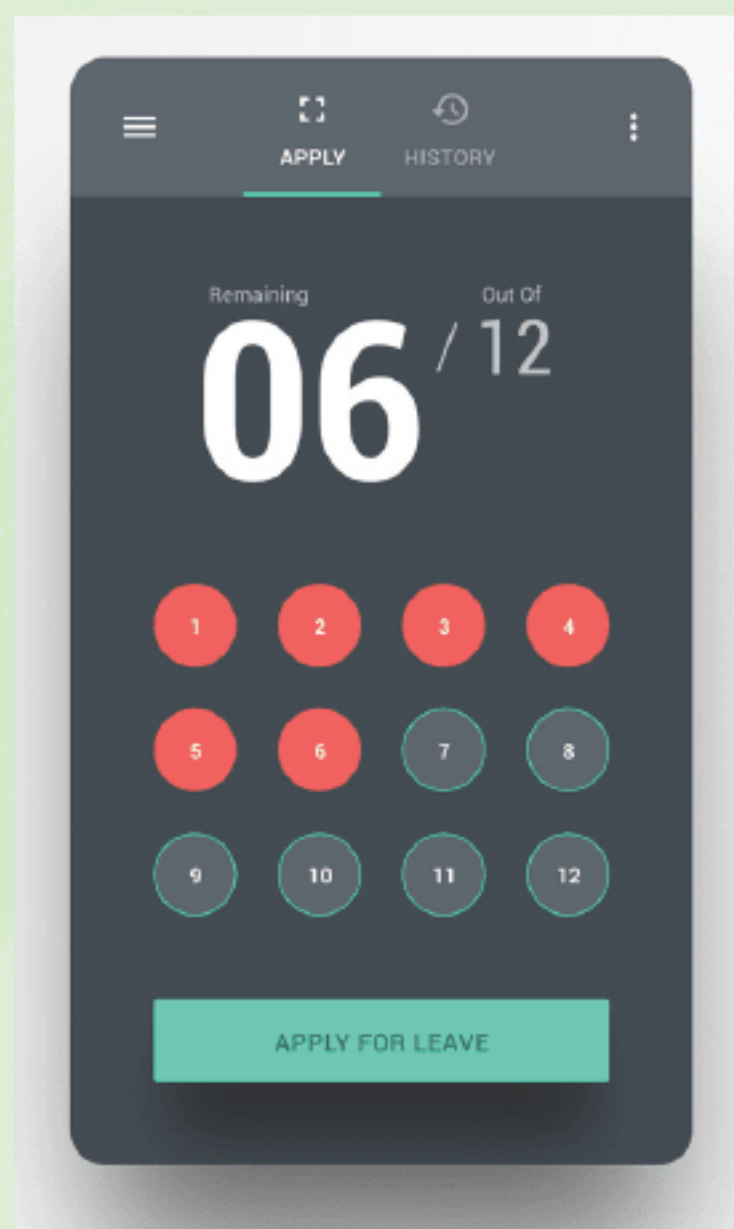 APPLY HISTORY
Remaining Out Of
06 / 12
1 2 3 4
5 6 7 8
9 10 11 12
APPLY FOR LEAVE